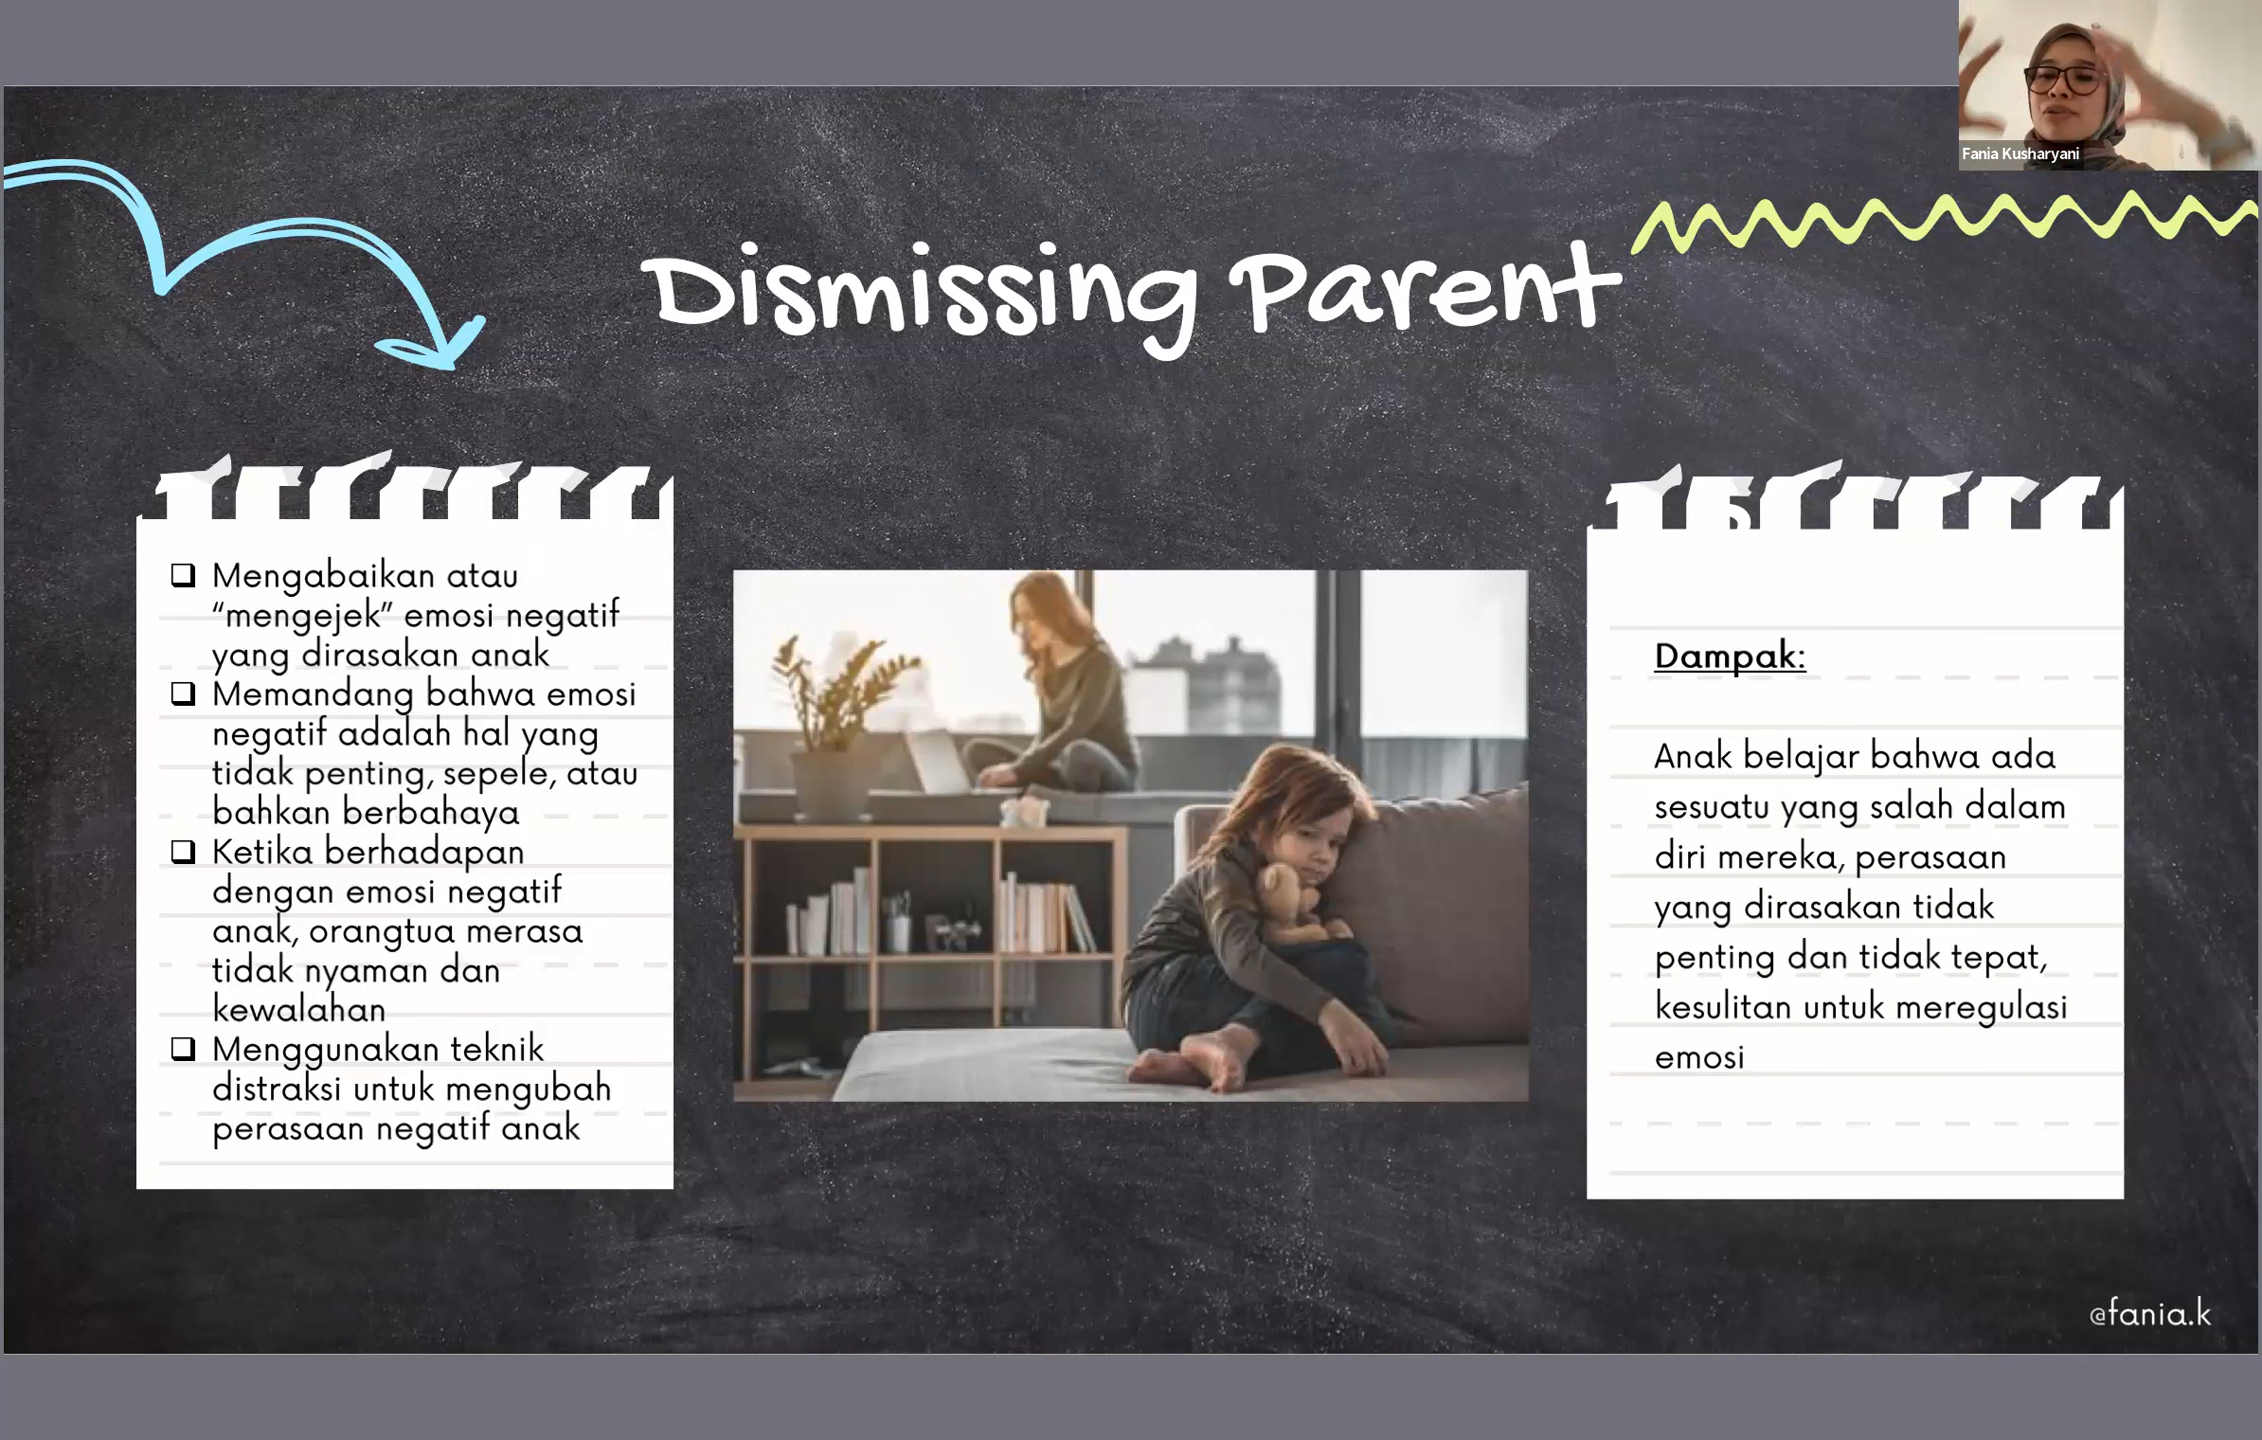 Fania Kusharyani
Dismissing Parent
❑ Mengabaikan atau
“mengejek” emosi negatif
yang dirasakan anak
❑ Memandang bahwa emosi
negatif adalah hal yang
tidak penting, sepele, atau
bahkan berbahaya
❑ Ketika berhadapan
dengan emosi negatif
anak, orangtua merasa
tidak nyaman dan
kewalahan
❑ Menggunakan teknik
distraksi untuk mengubah
perasaan negatif anak
Dampak:
Anak belajar bahwa ada
sesuatu yang salah dalam
diri mereka, perasaan
yang dirasakan tidak
penting dan tidak tepat,
kesulitan untuk meregulasi
emosi
@fania.k